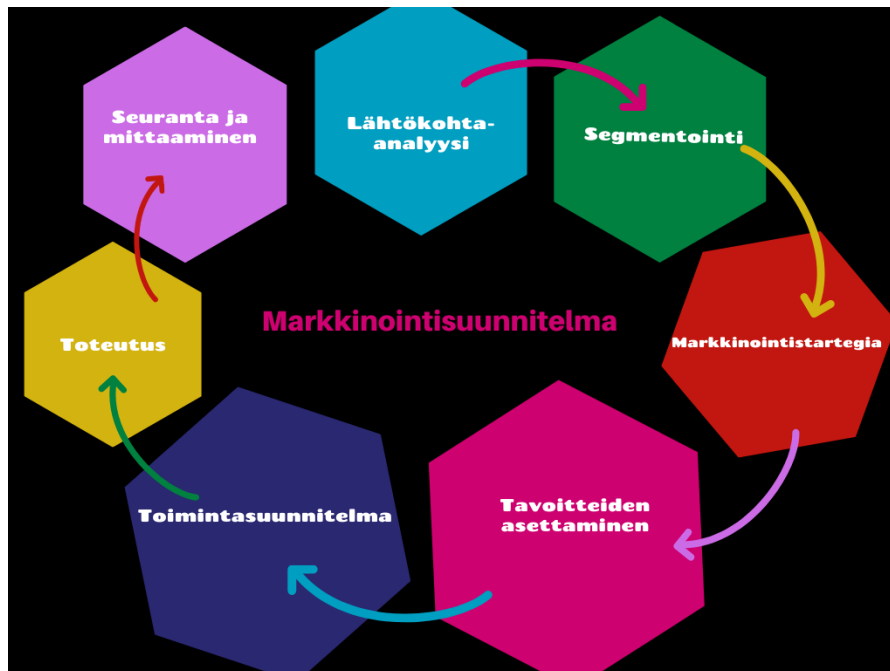 Seuranta ja
mittaaminen
Lähtökohta-
analyysi
Segmentointi
Markkinointisuunnitelma
Markkinointistartegia
Toteutus
Tavoitteiden
asettaminen
Toimintasuunnitelma